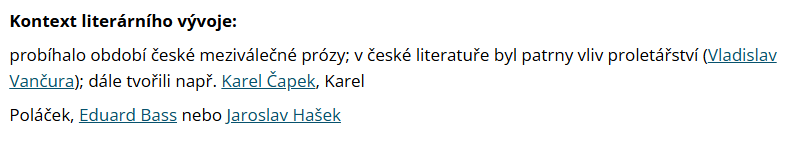 Kontext literárního vývoje:
probíhalo období české meziválečné prózy; v české literatuře byl patrny vliv proletářství (Vladislav
Vančura); dále tvořili např. Karel Čapek, Karel
Poláček, Eduard Bass nebo Jaroslav Hašek